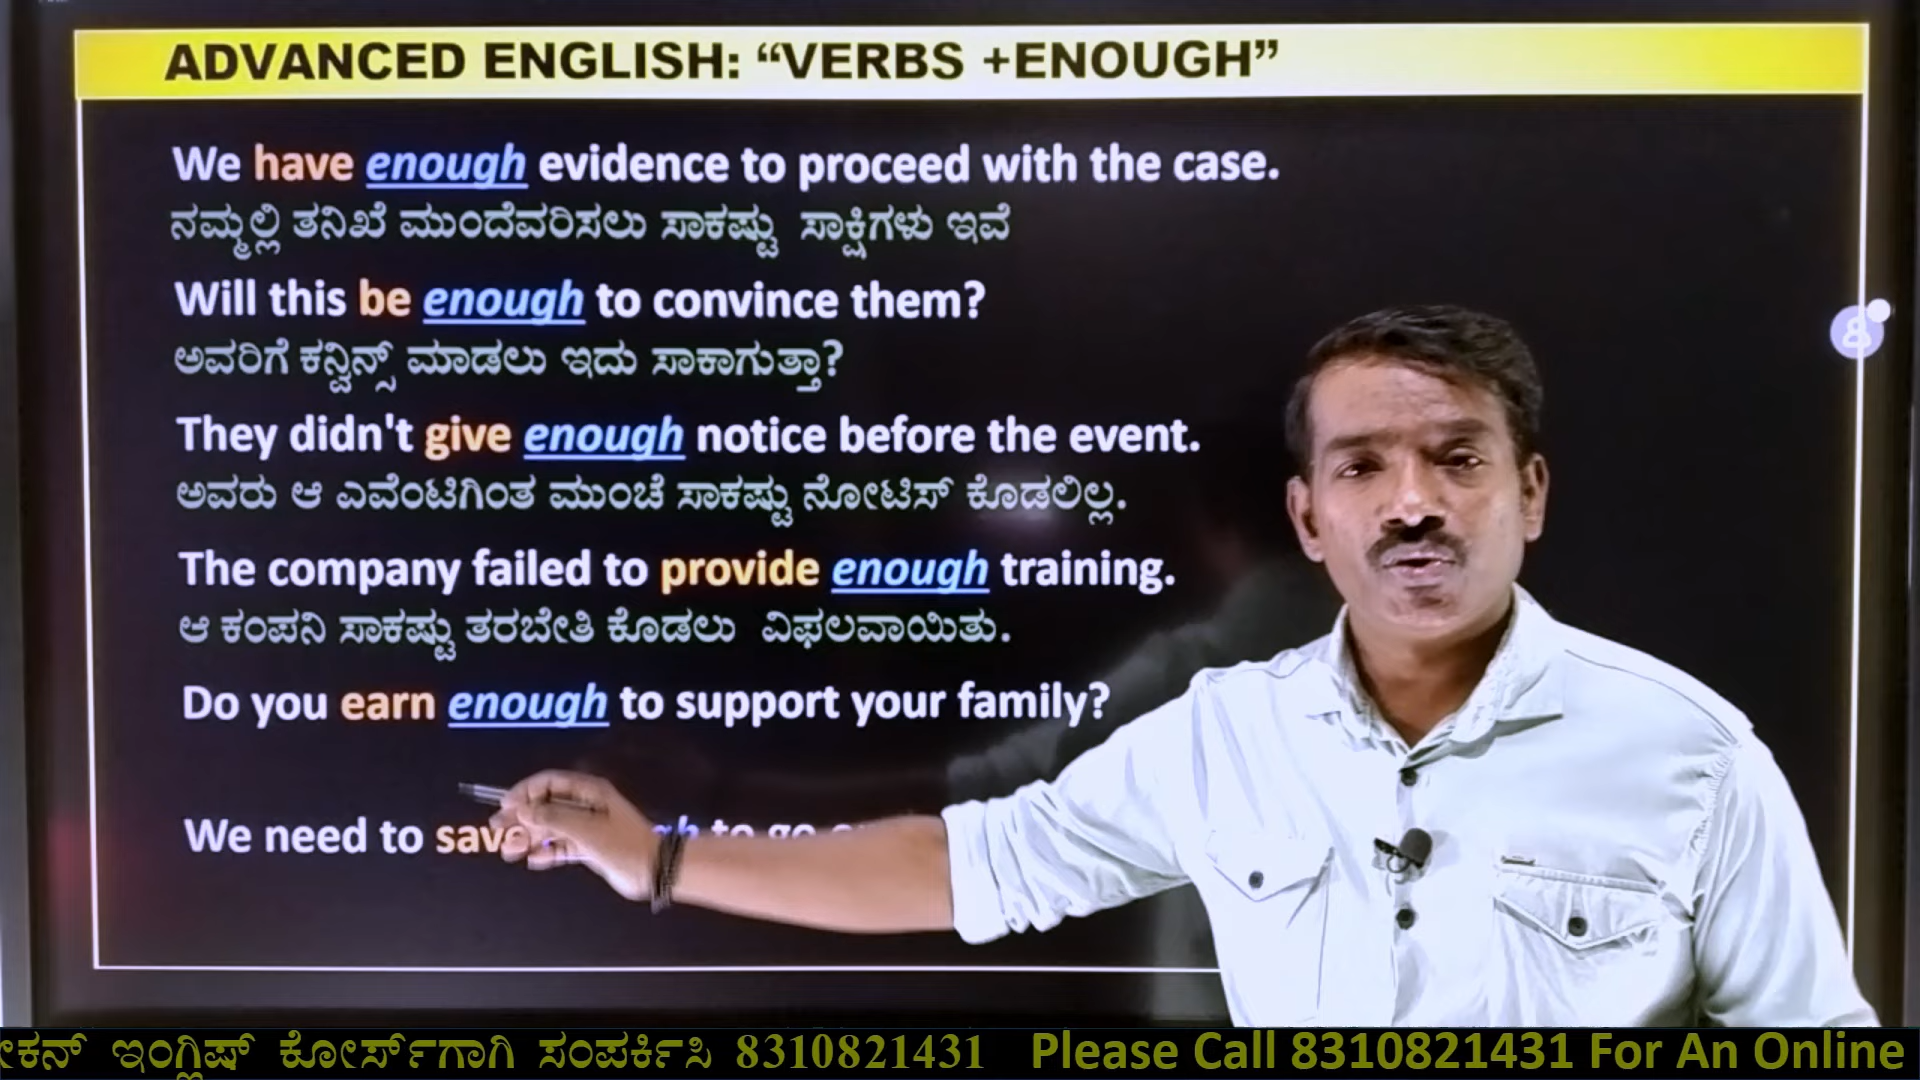 ADVANCED ENGLISH: “VERBS +ENOUGH”
We have enough evidence to proceed with the case.
ನಮ್ಮಲ್ಲಿ ತನಿಖೆ ಮುಂದೆವರಿಸಲು ಸಾಕಷ್ಟು ಸಾಕ್ಷಿಗಳು ಇವೆ
Will this be enough to convince them?
ಅವರಿಗೆ ಕನ್ವಿನ್ಸ್ ಮಾಡಲು ಇದು ಸಾಕಾಗುತ್ತಾ?
They didn't give enough notice before the event.
ಅವರು ಆ ಎವೆಂಟಿಗಿಂತ ಮುಂಚೆ ಸಾಕಷ್ಟು ನೋಟಿಸ್ ಕೊಡಲಿಲ್ಲ.
The company failed to provide enough training.
ಆ ಕಂಪನಿ ಸಾಕಷ್ಟು ತರಬೇತಿ ಕೊಡಲು ವಿಫಲವಾಯಿತು.
Do you earn enough to support your family?
We need to save to go
ಇಂಗ್ಲಿಷ್ ಕೋರ್ಸ್‌ಗಾಗಿ ಸಂಪರ್ಕಿಸಿ 8310821431 Please Call 8310821431 For An Online